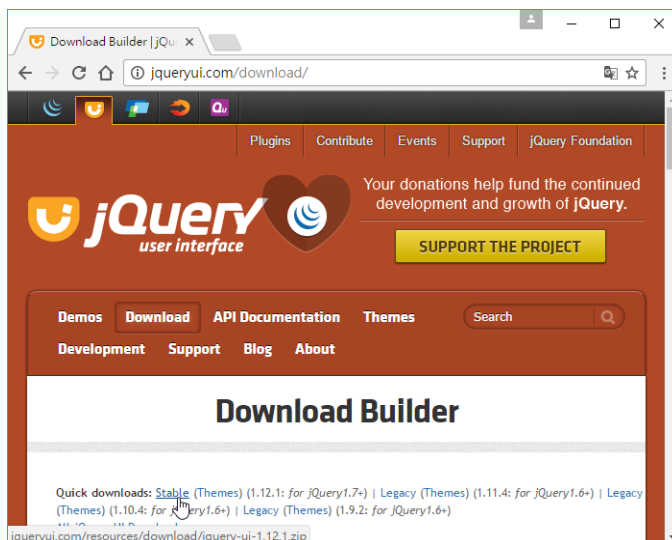 Download Builder | jQu
jqueryui.com/download/
Qu
Plugins Contribute Events Support jQuery Foundation
jQuery
user interface
Your donations help fund the continued
development and growth of jQuery.
SUPPORT THE PROJECT
Demos Download API Documentation Themes Search
Development Support Blog About
Download Builder
Quick downloads: Stable (Themes) (1.12.1: for jQuery1.7+) | Legacy (Themes) (1.11.4: for jQuery1.6+) | Legacy
(Themes) (1.10.4: for jQuery1.6+) | Legacy (Themes) (1.9.2: for jQuery1.6+)
jqueryui.com/resources/download/jquery-ui-1.12.1.zip